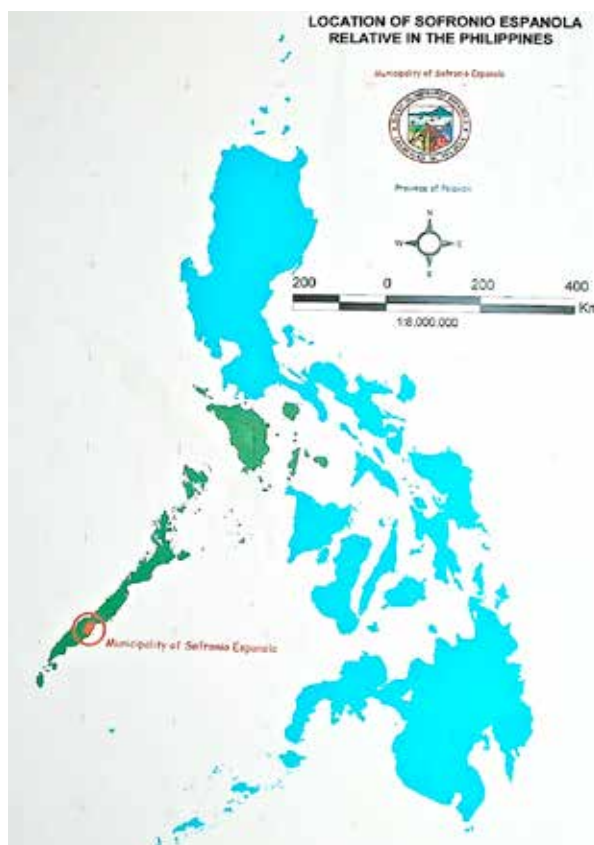 LOCATION OF SOFRONIO ESPANOLA
RELATIVE IN THE PHILIPPINES
Municipality of Sofronio Espanola
Province of Palawan
N
W E
S
200 0 200 400
Km
1:8,000,000
Municipality of Sofronio Espanola